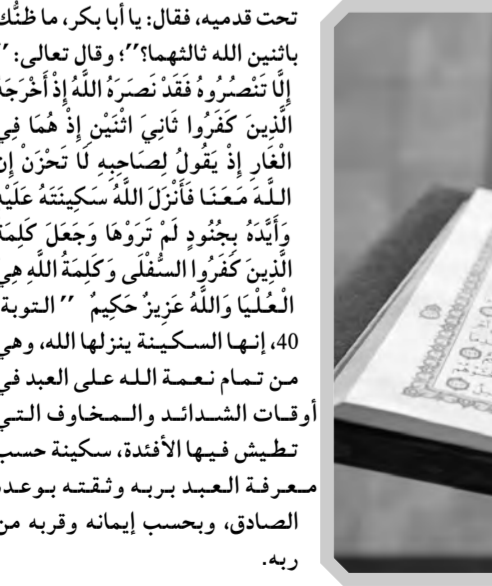 تحت قدميه، فقال: يا أبا بكر، ما ظنُّك
باثنين الله ثالثهما؟’’؛ وقال تعالى: ’’
إِلَّا تَنْصُرُوهُ فَقَدْ نَصَرَهُ اللَّهُ إِذْ أَخْرَجَهُ
الَّذِينَ كَفَرُوا ثَانِيَ اثْنَيْنِ إِذْ هُمَا فِي
الْغَارِ إِذْ يَقُولُ لِصَاحِبِهِ لَا تَحْزَنْ إِنَّ
اللَّهَ مَعَنَا فَأَنْزَلَ اللَّهُ سَكِينَتَهُ عَلَيْهِ
وَأَيَّدَهُ بِجُنُودٍ لَمْ تَرَوْهَا وَجَعَلَ كَلِمَةَ
الَّذِينَ كَفَرُوا السُّفْلَى وَكَلِمَةُ اللَّهِ هِيَ
الْعُلْيَا وَاللَّهُ عَزِيزٌ حَكِيمٌ ’’ التوبة:
40، إنها السكينة ينزلها الله، وهي
من تمام نعمة الله على العبد في
أوقات الشدائد والمخاوف التي
تطيش فيها الأفئدة، سكينة حسب
معرفة العبد بربه وثقته بوعده
الصادق، وبحسب إيمانه وقربه من
ربه.